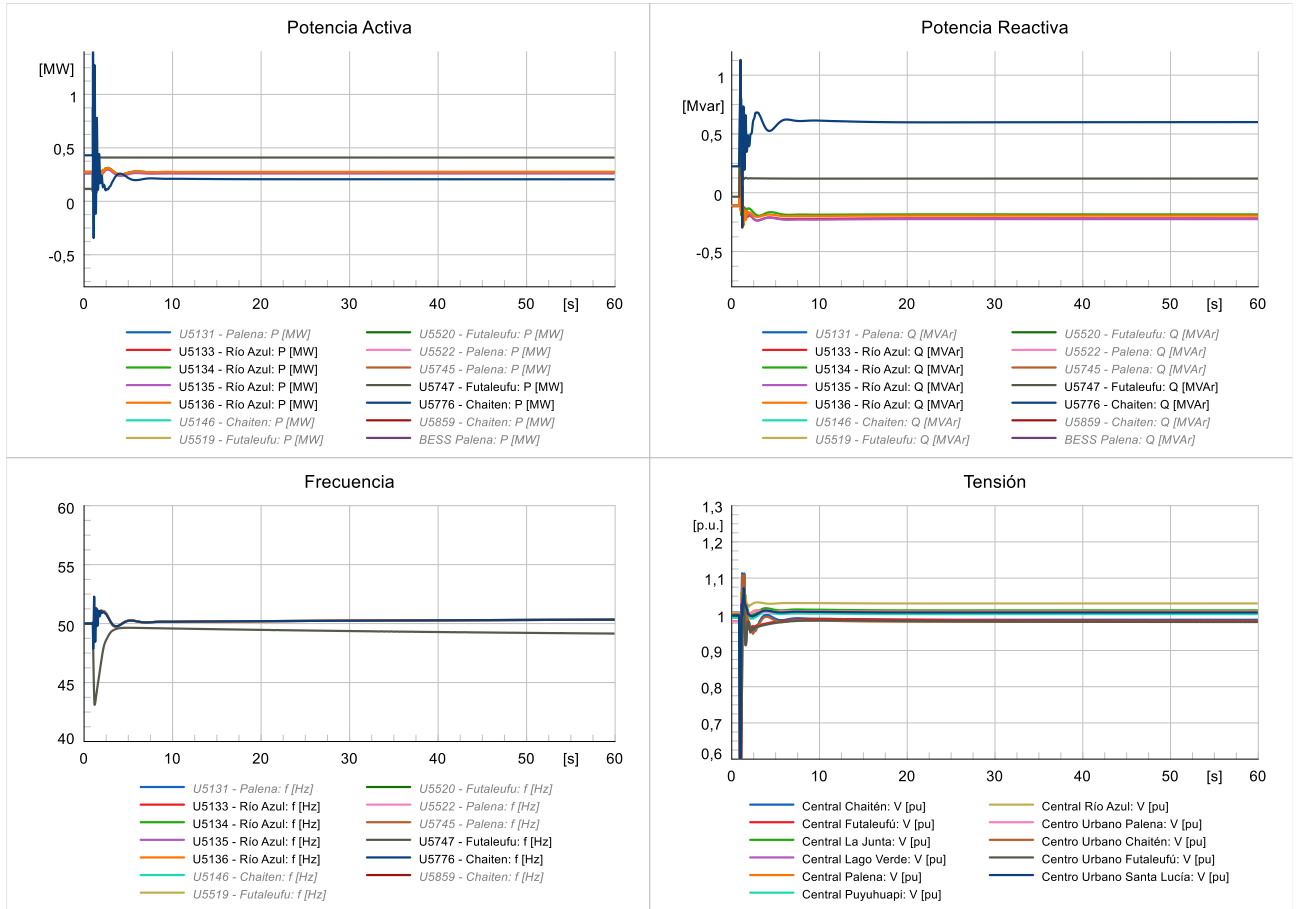 Potencia Activa
[MW]
1
0,5
0
-0,5
0 10 20 30 40 [s] 60
U5131 - Palena: P [MW]
U5133 - Río Azul: P [MW]
U5134 - Río Azul: P [MW]
U5135 - Río Azul: P [MW]
U5136 - Río Azul: P [MW]
U5146 - Chaiten: P [MW]
U5519 - Futaleufu: P [MW]
U5520 - Futaleufu: P [MW]
U5522 - Palena: P [MW]
U5745 - Palena: P [MW]
U5747 - Futaleufu: P [MW]
U5776 - Chaiten: P [MW]
U5859 - Chaiten: P [MW]
BESS Palena: P [MW]
Potencia Reactiva
1
[Mvar]
0,5
0
-0,5
0 10 20 30 40 [s] 60
U5131 - Palena: Q [MVAr]
U5133 - Río Azul: Q [MVAr]
U5134 - Río Azul: Q [MVAr]
U5135 - Río Azul: Q [MVAr]
U5136 - Río Azul: Q [MVAr]
U5146 - Chaiten: Q [MVAr]
U5519 - Futaleufu: Q [MVAr]
U5520 - Futaleufu: Q [MVAr]
U5522 - Palena: Q [MVAr]
U5745 - Palena: Q [MVAr]
U5747 - Futaleufu: Q [MVAr]
U5776 - Chaiten: Q [MVAr]
U5859 - Chaiten: Q [MVAr]
BESS Palena: Q [MVAr]
Frecuencia
60
55
50
45
40
0 10 20 30 40 [s] 60
U5131 - Palena: f [Hz]
U5133 - Río Azul: f [Hz]
U5134 - Río Azul: f [Hz]
U5135 - Río Azul: f [Hz]
U5136 - Río Azul: f [Hz]
U5146 - Chaiten: f [Hz]
U5519 - Futaleufu: f [Hz]
U5520 - Futaleufu: f [Hz]
U5522 - Palena: f [Hz]
U5745 - Palena: f [Hz]
U5747 - Futaleufu: f [Hz]
U5776 - Chaiten: f [Hz]
U5859 - Chaiten: f [Hz]
Tensión
1,3
[p.u.]
1,2
1,1
1
0,9
0,8
0,7
0,6
0 10 20 30 40 [s] 60
Central Chaitén: V [pu]
Central Futaleufú: V [pu]
Central La Junta: V [pu]
Central Lago Verde: V [pu]
Central Palena: V [pu]
Central Puyuhuapi: V [pu]
Central Río Azul: V [pu]
Centro Urbano Palena: V [pu]
Centro Urbano Chaitén: V [pu]
Centro Urbano Futaleufú: V [pu]
Centro Urbano Santa Lucía: V [pu]